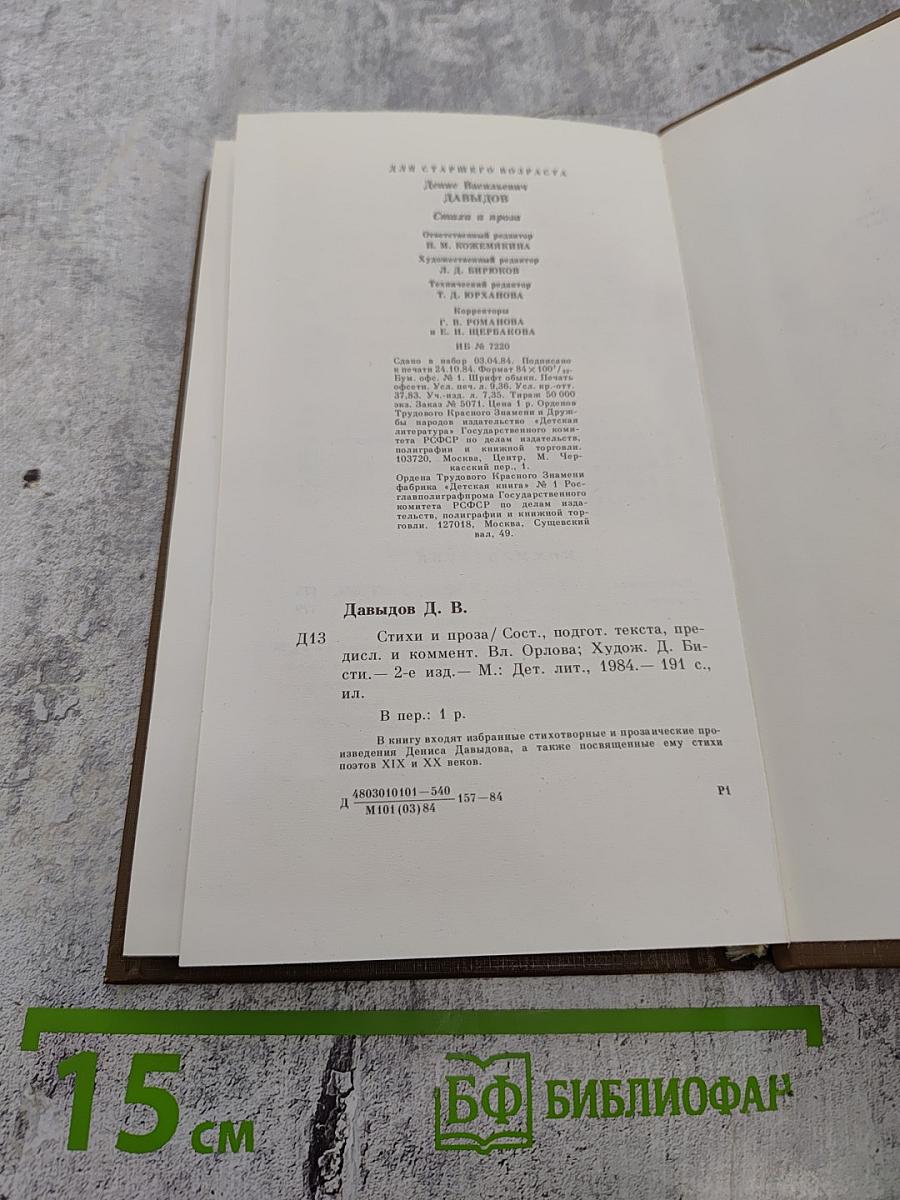 ДЛЯ СТАРШЕГО ВОЗРАСТА
Денис Васильевич
ДАВЫДОВ
Стихи и проза
Ответственный редактор
Н. М. КОЖЕМЯКИНА
Художественный редактор
Л. Д. БИРЮКОВ
Технический редактор
Т. Д. ЮРХАНОВА
Корректоры
Г. В. РОМАНОВА
и Е. И. ЩЕРБАКОВА
ИБ № 7220
Сдано в набор 03.04.84. Подписано
к печати 24.10.84. Формат 84×100¹/₃₂.
Бум. офс. № 1. Шрифт обыкн. Печать
офсетн. Усл. печ. л. 9,36. Усл. кр.-отт.
37,83. Уч.-изд. л. 7,35. Тираж 50 000
экз. Заказ № 5071. Цена 1 р. Орденов
Трудового Красного Знамени и Друж-
бы народов издательство «Детская
литература» Государственного коми-
тета РСФСР по делам издательств,
полиграфии и книжной торговли.
103720, Москва, Центр, М. Чер-
касский пер., 1.
Ордена Трудового Красного Знамени
фабрика «Детская книга» № 1 Рос-
главполиграфпрома Государственного
комитета РСФСР по делам изда-
тельств, полиграфии и книжной тор-
говли. 127018, Москва, Сущевский
вал, 49.
Давыдов Д. В.
Д13 Стихи и проза/ Сост., подгот. текста, пре-
дисл. и коммент. Вл. Орлова; Худож. Д. Би-
сти.— 2-е изд.— М.: Дет. лит., 1984.— 191 с.,
ил.
В пер.: 1 р.
В книгу входят избранные стихотворные и прозаические про-
изведения Дениса Давыдова, а также посвященные ему стихи
поэтов XIX и XX веков.
Д 4803010101—540 157—84 Р1
М101(03)84
15 см
БФ БИБЛИОФАН